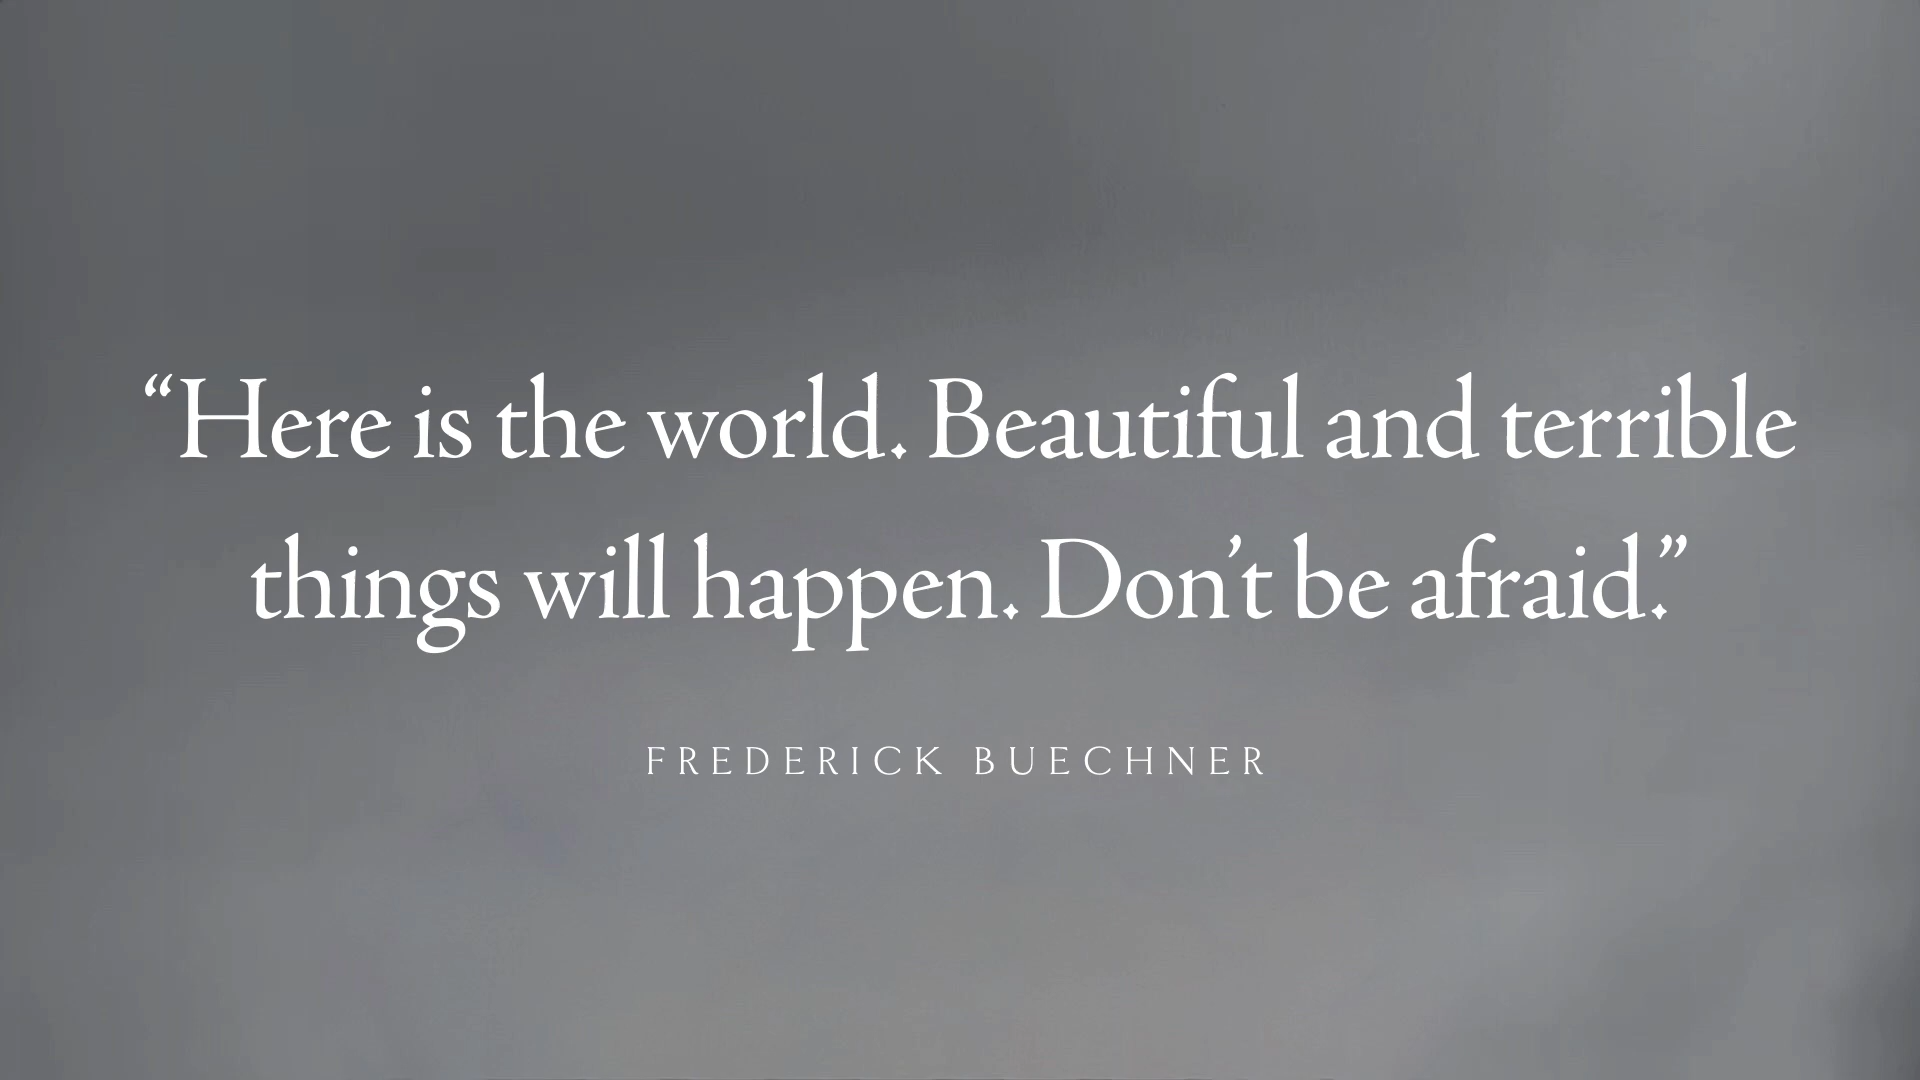 “Here is the world. Beautiful and terrible
things will happen. Don’t be afraid.”
FREDERICK BUECHNER